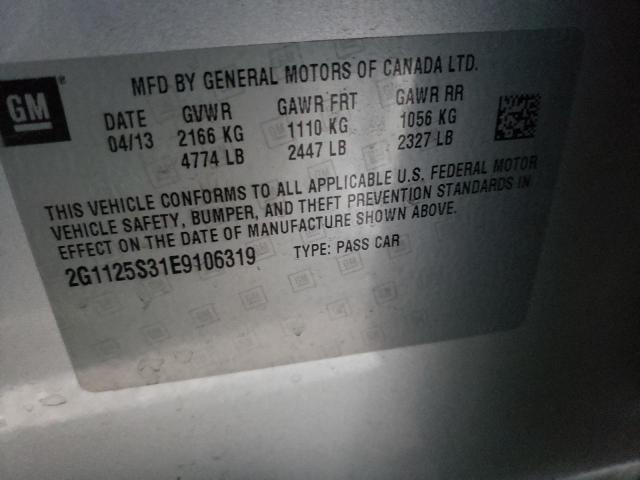 GM
MFD BY GENERAL MOTORS OF CANADA LTD.
DATE GVWR GAWR FRT GAWR RR
04/13 2166 KG 1110 KG 1056 KG
4774 LB 2447 LB 2327 LB
THIS VEHICLE CONFORMS TO ALL APPLICABLE U.S. FEDERAL MOTOR
VEHICLE SAFETY, BUMPER, AND THEFT PREVENTION STANDARDS IN
EFFECT ON THE DATE OF MANUFACTURE SHOWN ABOVE.
2G1125S31E9106319 TYPE: PASS CAR